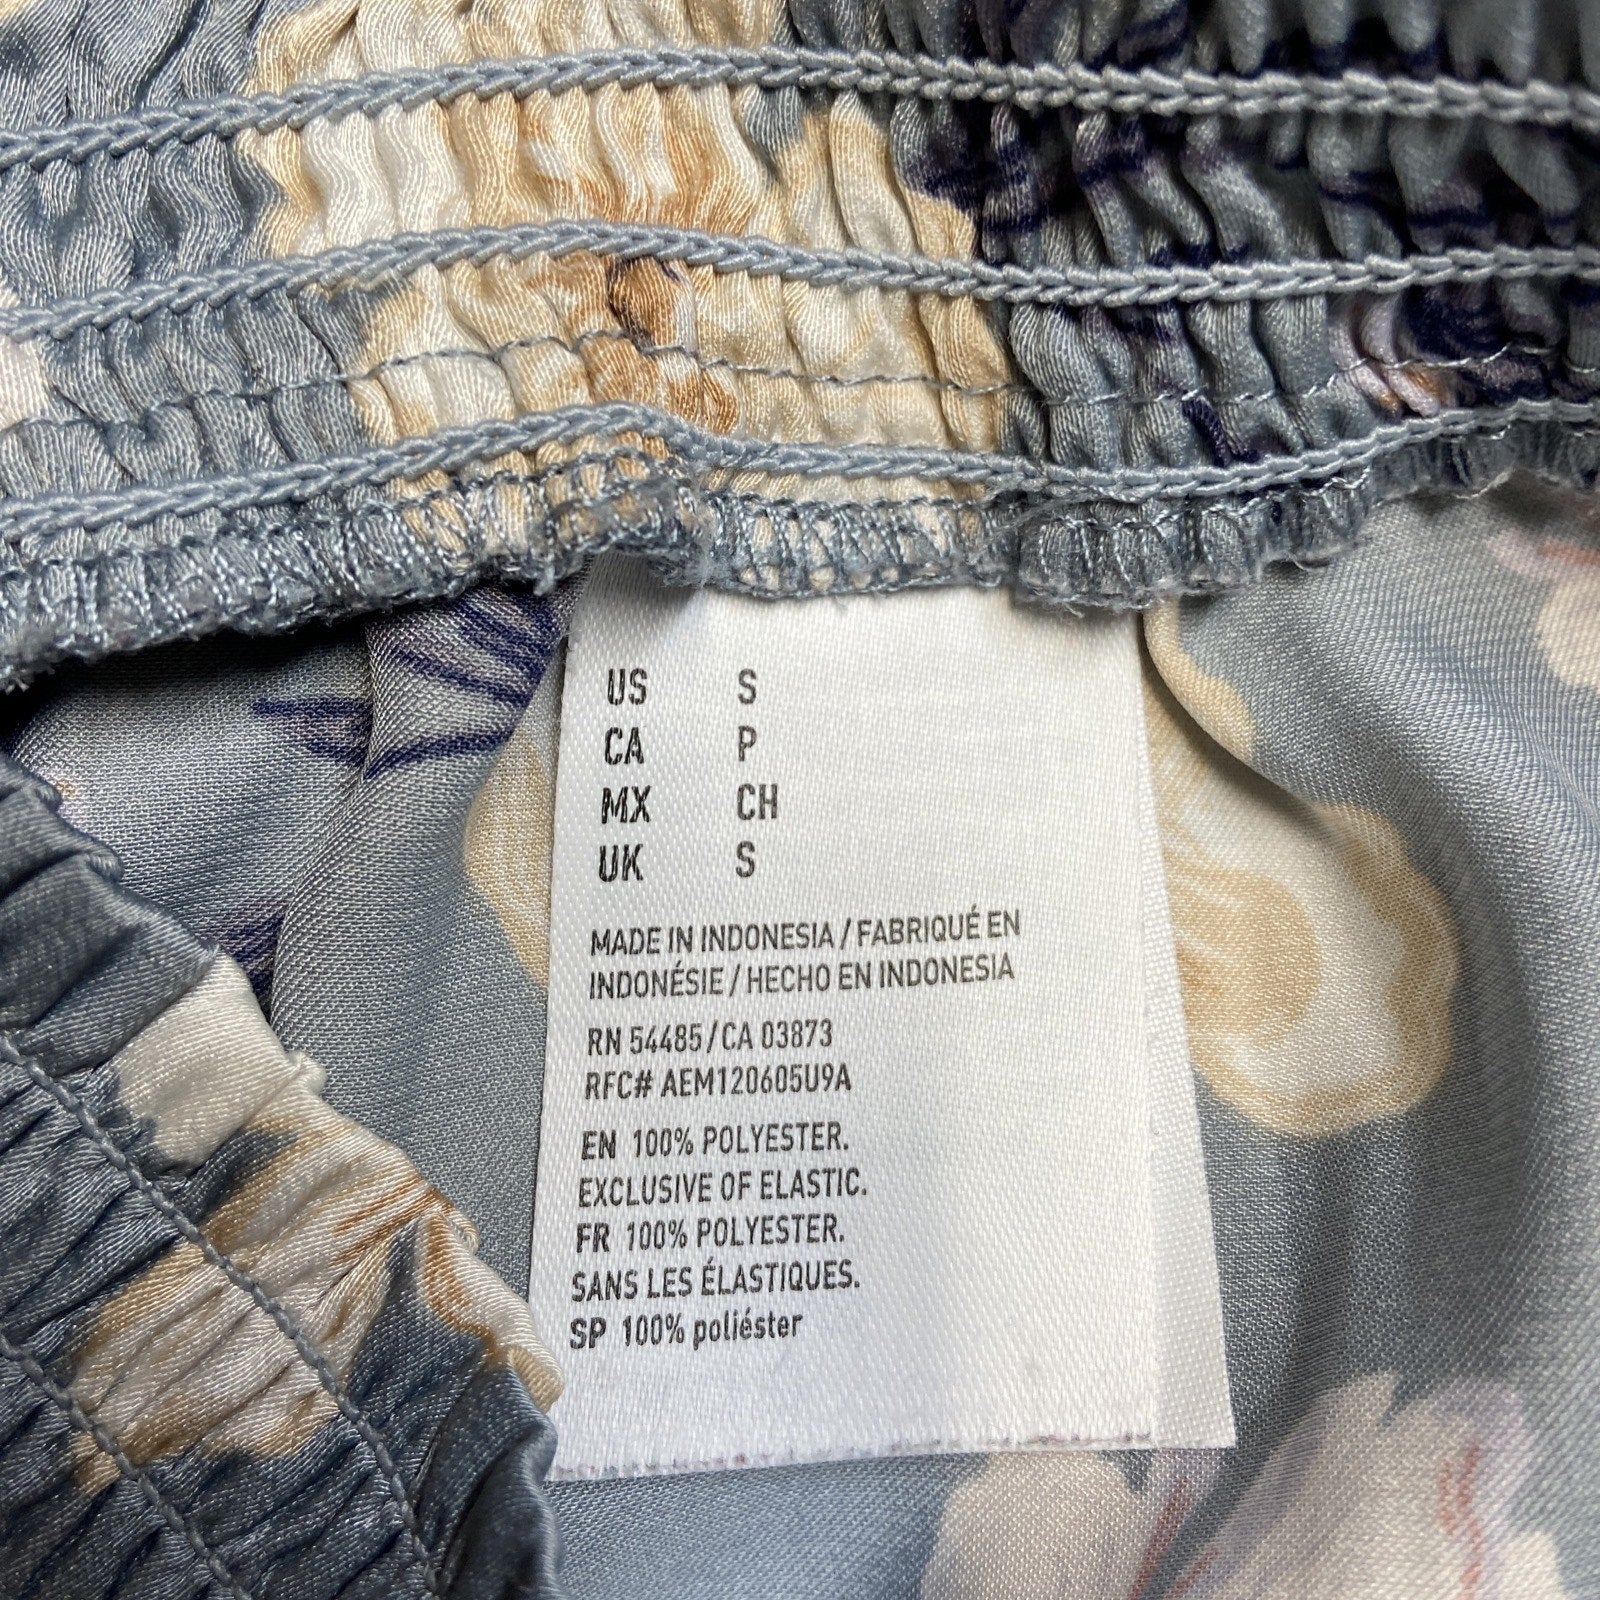 US S
CA P
MX CH
UK S
MADE IN INDONESIA / FABRIQUÉ EN
INDONÉSIE / HECHO EN INDONESIA
RN 54485 / CA 03873
RFC# AEM120605U9A
EN 100% POLYESTER.
EXCLUSIVE OF ELASTIC.
FR 100% POLYESTER.
SANS LES ÉLASTIQUES.
SP 100% poliéster